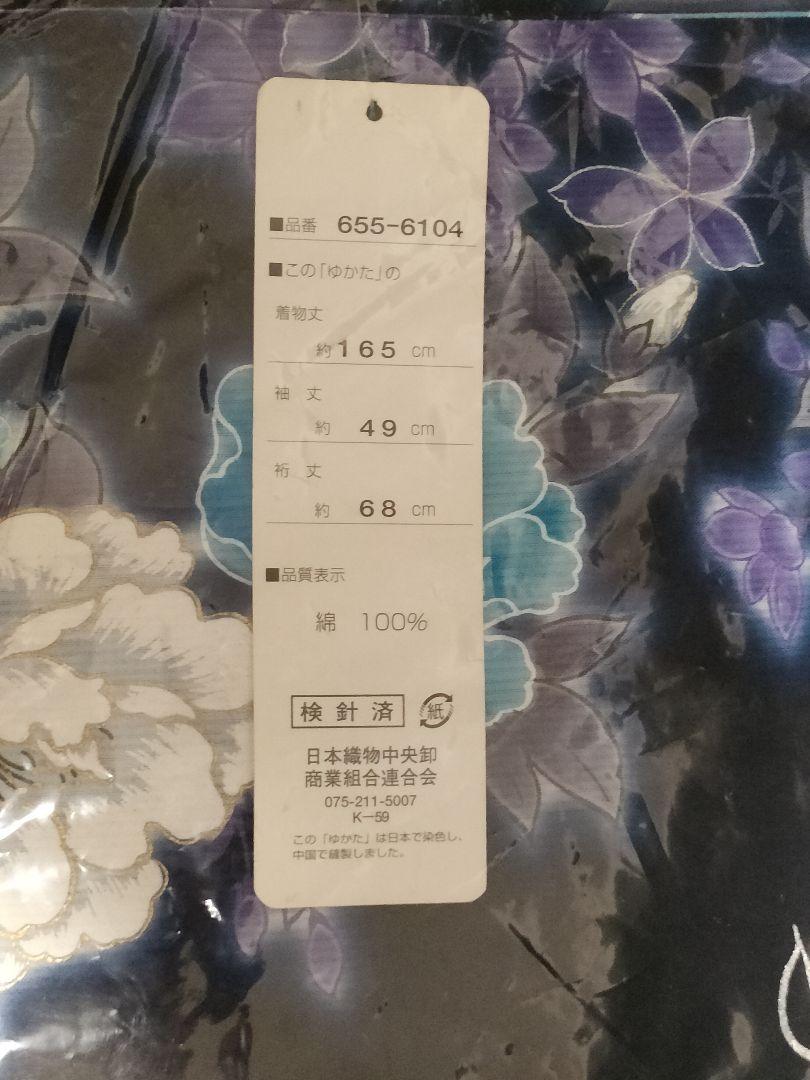 ■品番 655-6104
■この「ゆかた」の
着物丈
約165 cm
袖 丈
約 49 cm
裄 丈
約 68 cm
■品質表示
綿 100%
検針済 紙
日本織物中央卸
商業組合連合会
075-211-5007
K-59
この「ゆかた」は日本で染色し、
中国で縫製しました。